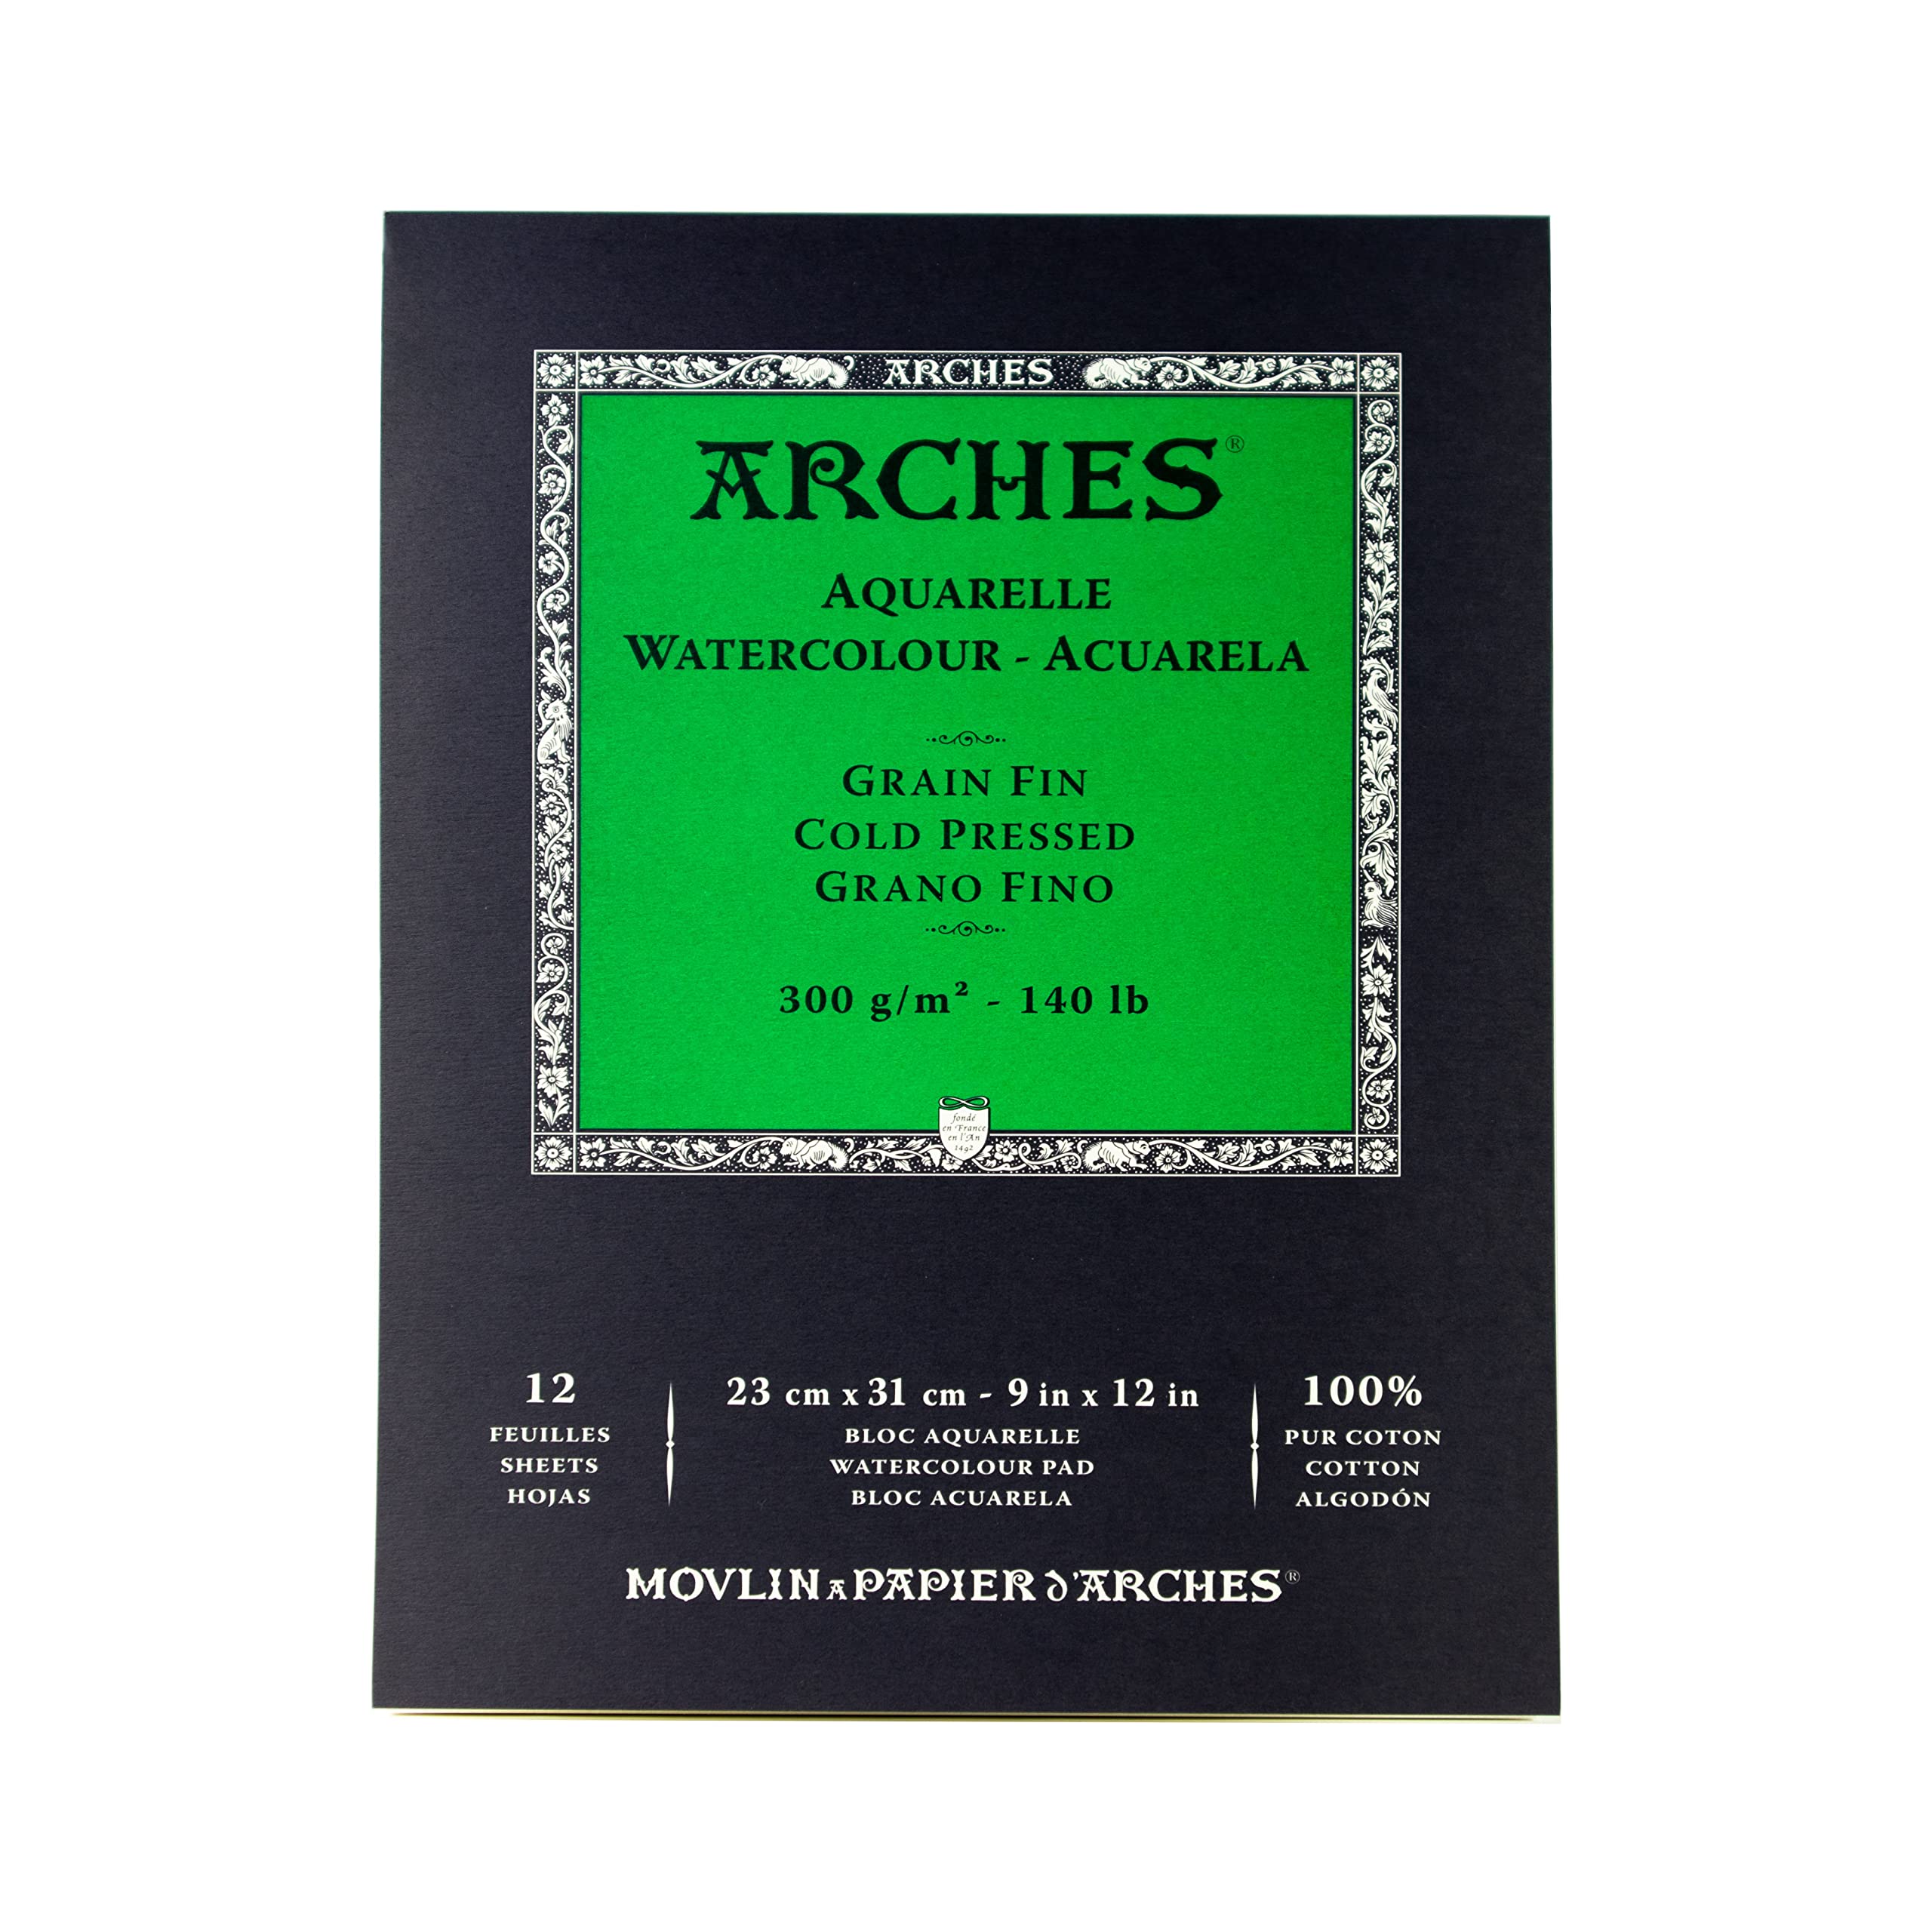 ARCHES
ARCHES®
AQUARELLE
WATERCOLOUR - ACUARELA
GRAIN FIN
COLD PRESSED
GRANO FINO
300 g/m² - 140 lb
fondé
en France
en l'An
1492
12
FEUILLES
SHEETS
HOJAS
23 cm x 31 cm - 9 in x 12 in
BLOC AQUARELLE
WATERCOLOUR PAD
BLOC ACUARELA
100%
PUR COTON
COTTON
ALGODÓN
MOVLIN A PAPIER D'ARCHES®